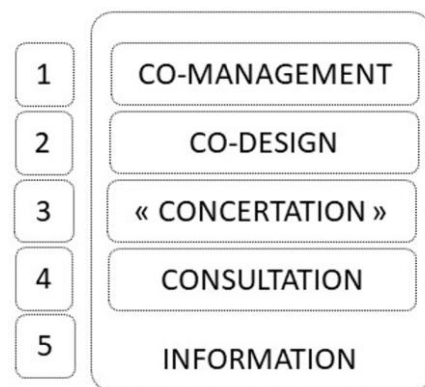 1 CO-MANAGEMENT
2 CO-DESIGN
3 « CONCERTATION »
4 CONSULTATION
5 INFORMATION